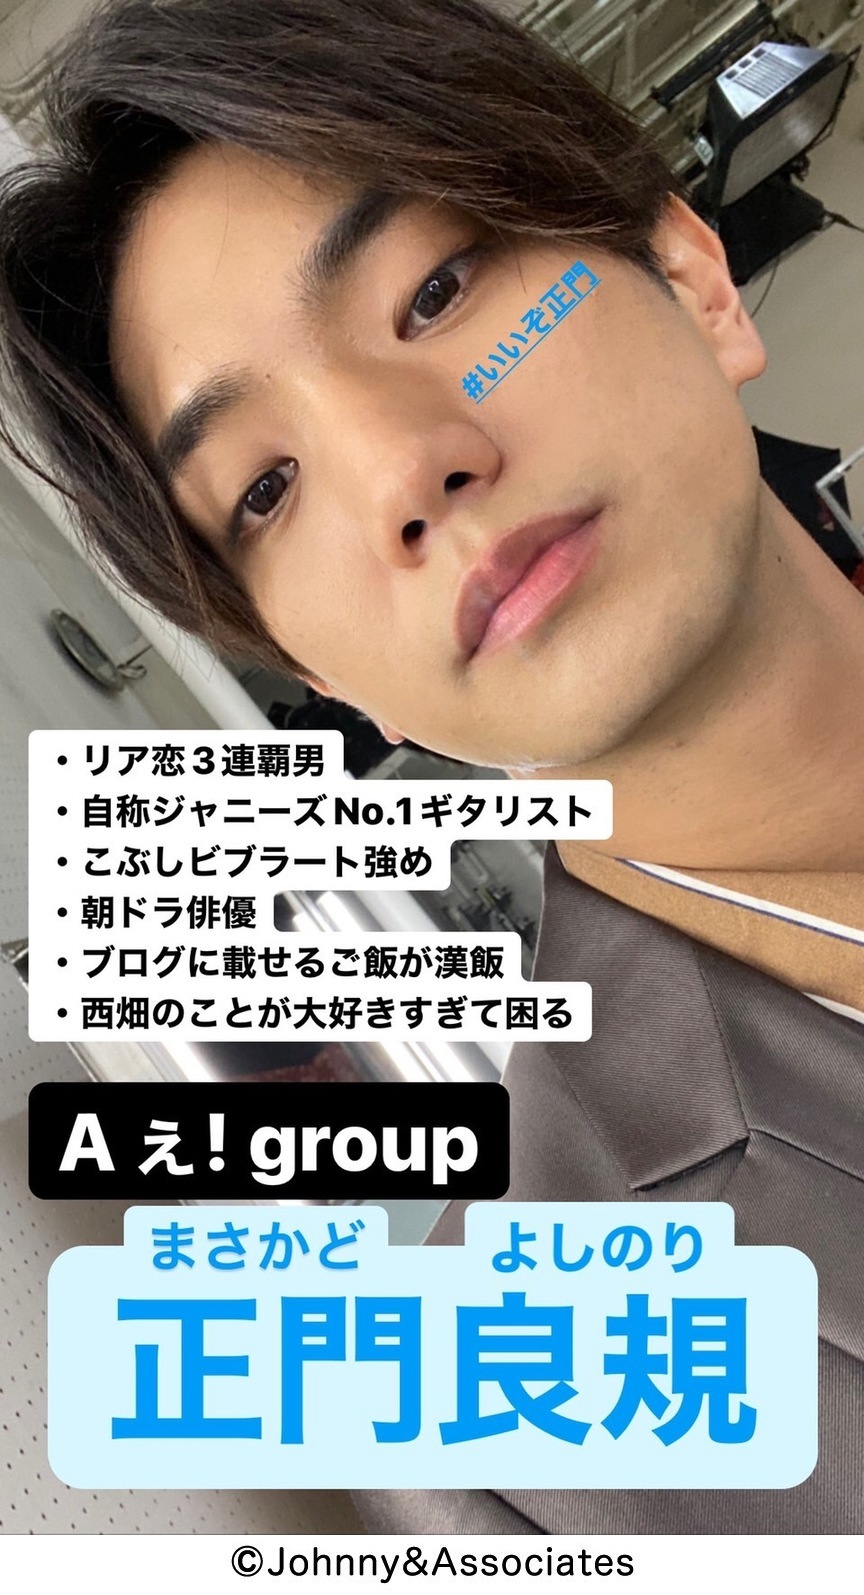 #いいぞ正門
・リア恋3連覇男
・自称ジャニーズNo.1ギタリスト
・こぶしビブラート強め
・朝ドラ俳優
・ブログに載せるご飯が漢飯
・西畑のことが大好きすぎて困る
Aぇ! group
まさかど よしのり
正門良規
©Johnny&Associates